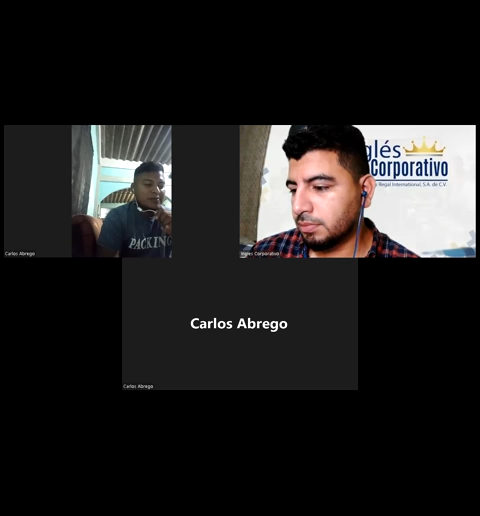 glés
Corporativo
Regal International, S.A. de C.V.
PACKING
Carlos Abrego
Inglés Corporativo
Carlos Abrego
Carlos Abrego